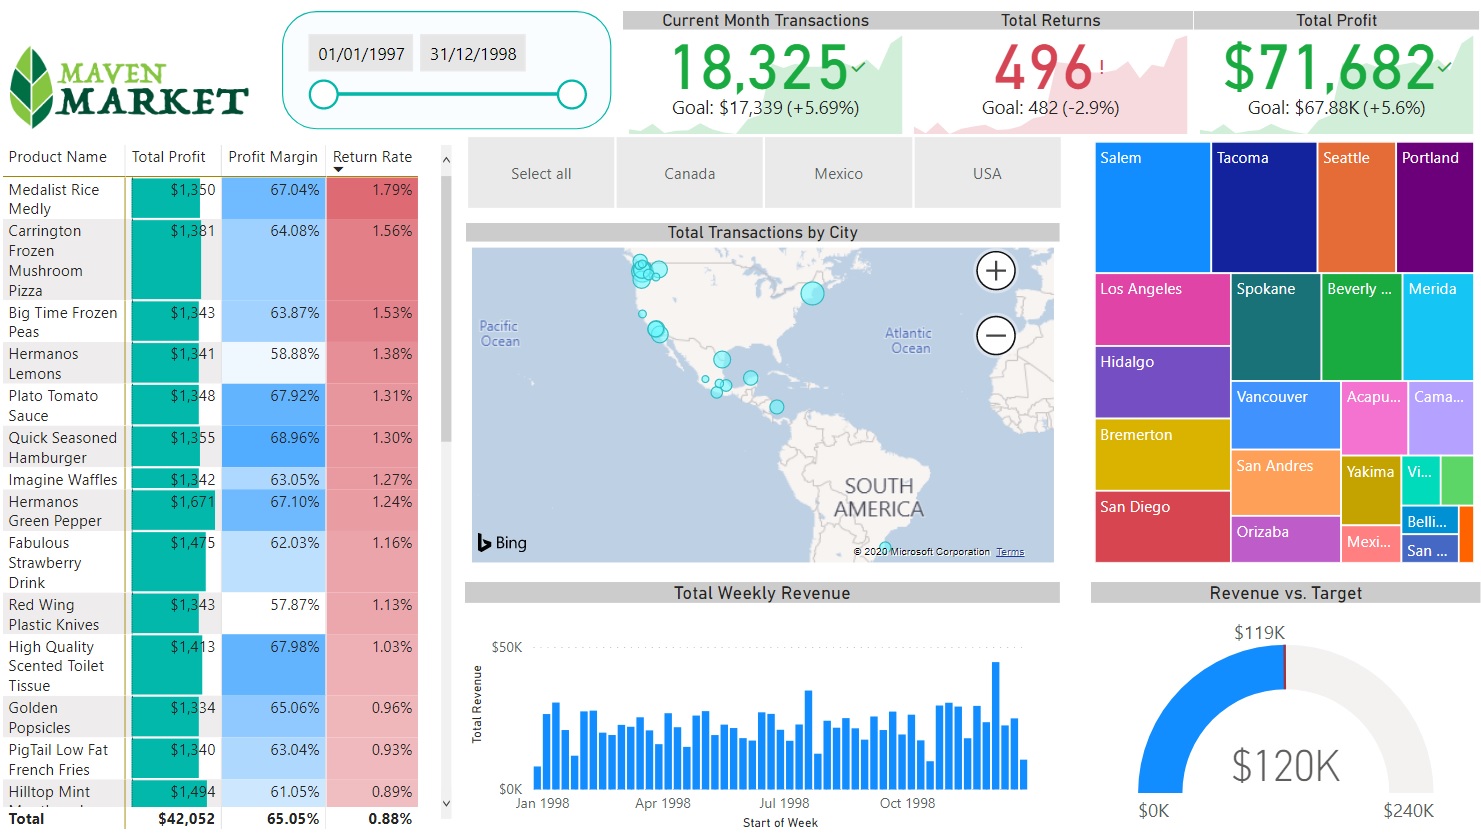 MAVEN
MARKET
01/01/1997
31/12/1998
Current Month Transactions
18,325
Goal: $17,339 (+5.69%)
Total Returns
496!
Goal: 482 (-2.9%)
Total Profit
$71,682
Goal: $67.88K (+5.6%)
Product Name Total Profit Profit Margin Return Rate
Medalist Rice $1,350 67.04% 1.79%
Medly
Carrington $1,381 64.08% 1.56%
Frozen
Mushroom
Pizza
Big Time Frozen $1,343 63.87% 1.53%
Peas
Hermanos $1,341 58.88% 1.38%
Lemons
Plato Tomato $1,348 67.92% 1.31%
Sauce
Quick Seasoned $1,355 68.96% 1.30%
Hamburger
Imagine Waffles $1,342 63.05% 1.27%
Hermanos $1,671 67.10% 1.24%
Green Pepper
Fabulous $1,475 62.03% 1.16%
Strawberry
Drink
Red Wing $1,343 57.87% 1.13%
Plastic Knives
High Quality $1,413 67.98% 1.03%
Scented Toilet
Tissue
Golden $1,334 65.06% 0.96%
Popsicles
PigTail Low Fat $1,340 63.04% 0.93%
French Fries
Hilltop Mint $1,494 61.05% 0.89%
Total $42,052 65.05% 0.88%
Select all
Canada
Mexico
USA
Total Transactions by City
Pacific
Ocean
Atlantic
Ocean
SOUTH
AMERICA
Bing
© 2020 Microsoft Corporation Terms
Total Weekly Revenue
Total Revenue
$50K
$0K
Jan 1998 Apr 1998 Jul 1998 Oct 1998
Start of Week
Salem
Tacoma
Seattle
Portland
Los Angeles
Spokane
Beverly ...
Merida
Hidalgo
Vancouver
Acapu...
Cama...
Bremerton
San Andres
Yakima
Vi...
San Diego
Orizaba
Mexi...
Belli...
San ...
Revenue vs. Target
$119K
$120K
$0K
$240K